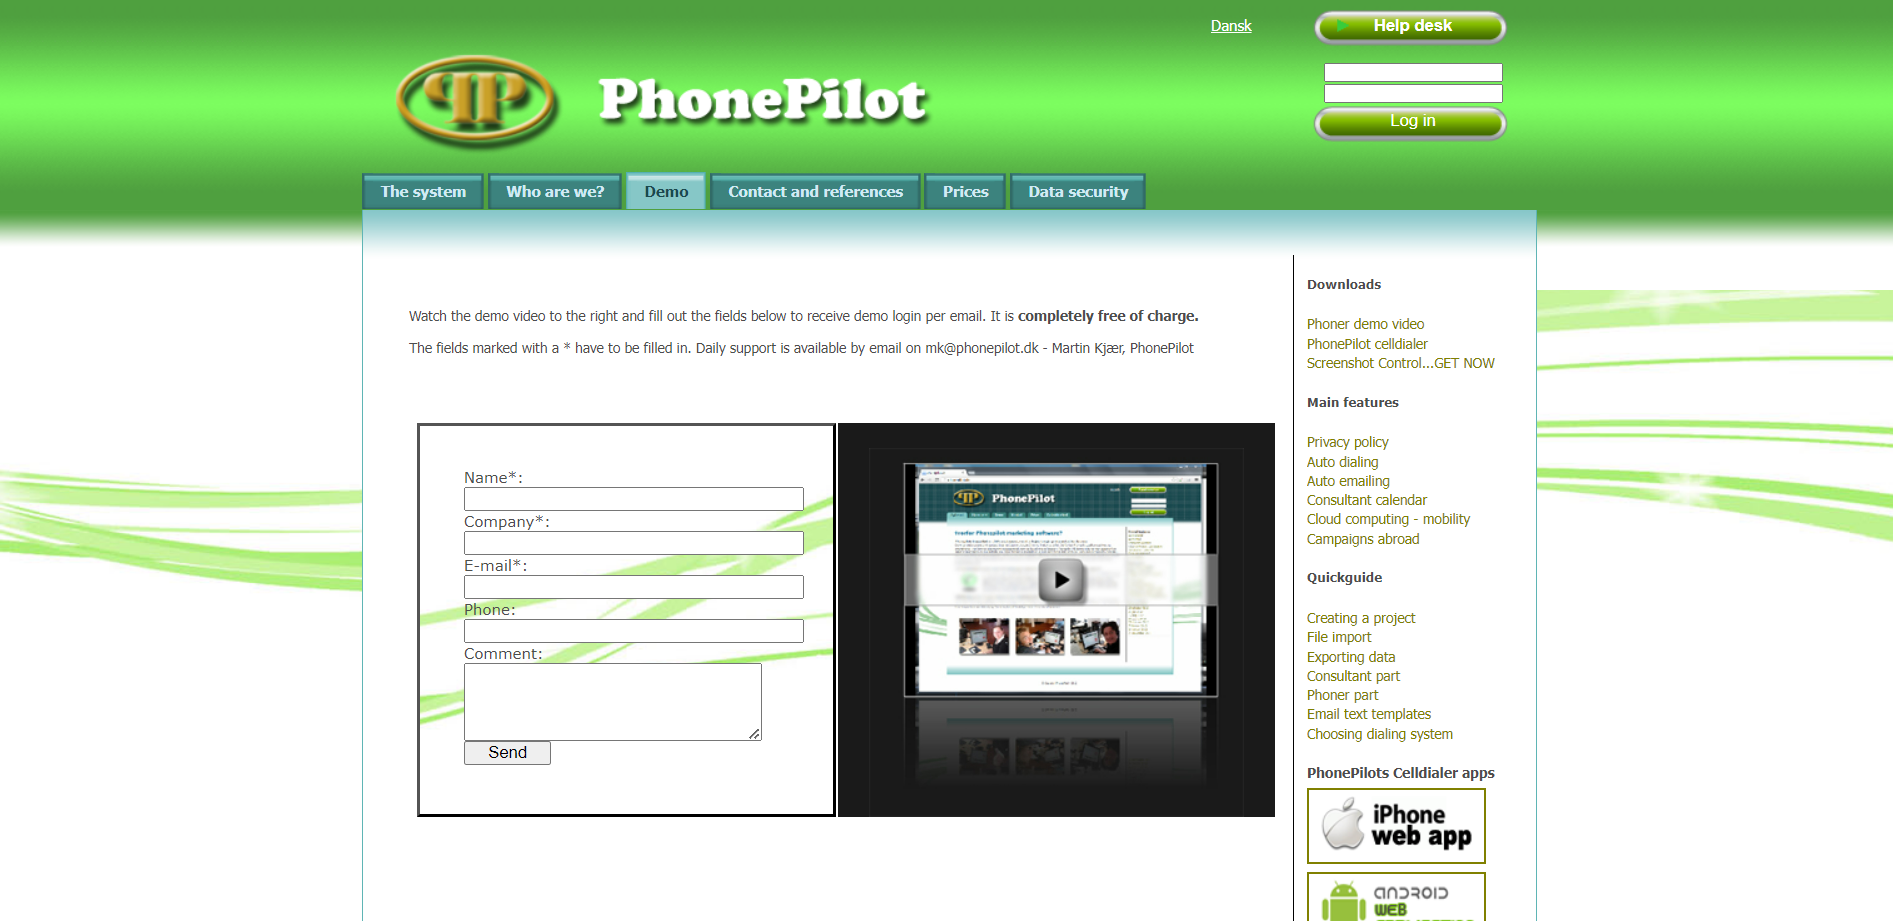 Dansk
Help desk
PP PhonePilot
Log in
The system
Who are we?
Demo
Contact and references
Prices
Data security
Watch the demo video to the right and fill out the fields below to receive demo login per email. It is completely free of charge.
The fields marked with a * have to be filled in. Daily support is available by email on mk@phonepilot.dk - Martin Kjær, PhonePilot
Name*:
Company*:
E-mail*:
Phone:
Comment:
Send
PhonePilot
Downloads
Phoner demo video
PhonePilot celldialer
Screenshot Control...GET NOW
Main features
Privacy policy
Auto dialing
Auto emailing
Consultant calendar
Cloud computing - mobility
Campaigns abroad
Quickguide
Creating a project
File import
Exporting data
Consultant part
Phoner part
Email text templates
Choosing dialing system
PhonePilots Celldialer apps
iPhone
web app
ANDROID
WEB